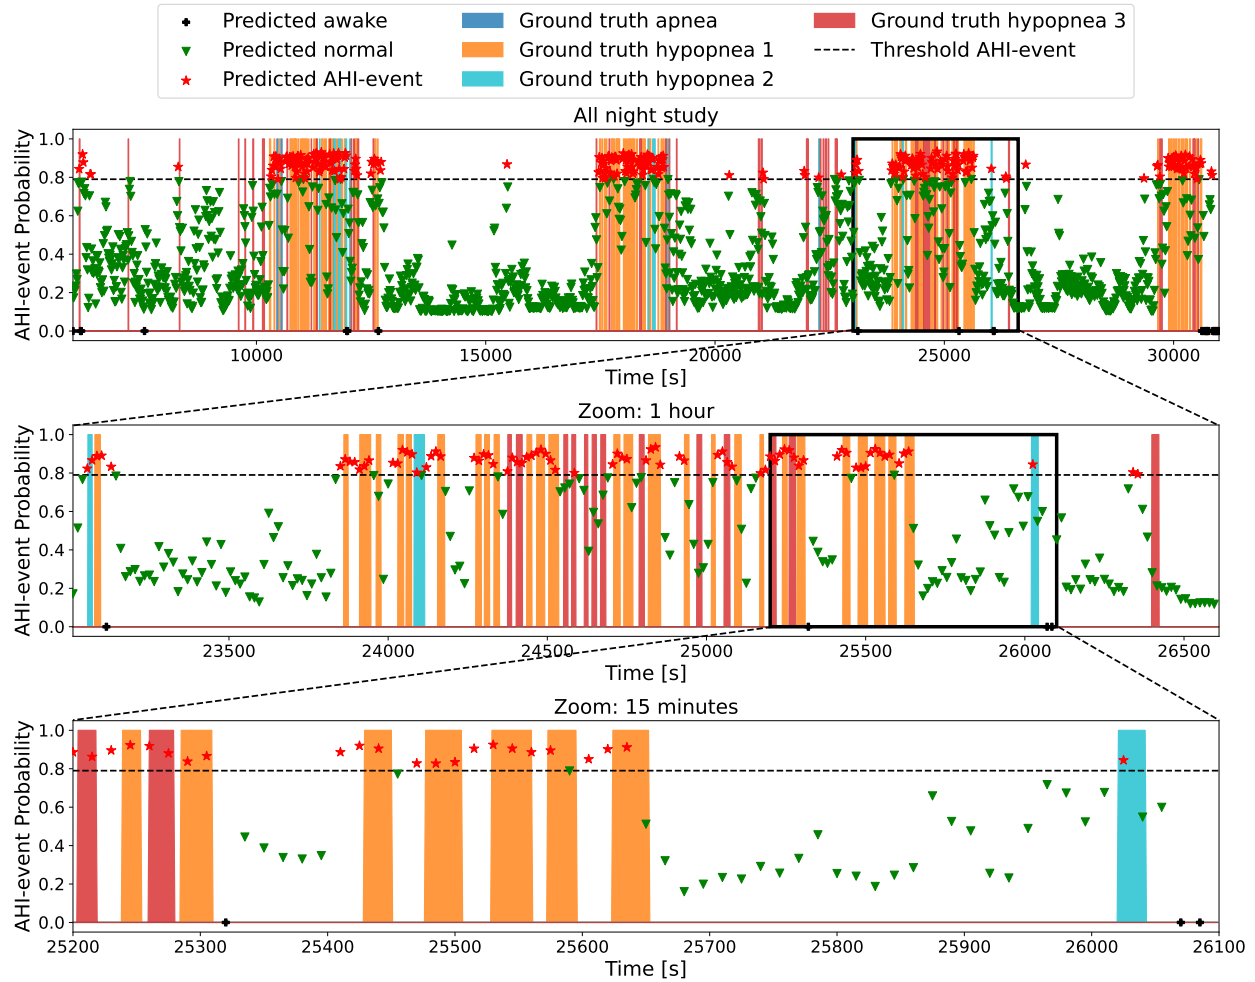 Predicted awake
Predicted normal
Predicted AHI-event
Ground truth apnea
Ground truth hypopnea 1
Ground truth hypopnea 2
Ground truth hypopnea 3
Threshold AHI-event
All night study
AHI-event Probability
1.0
0.8
0.6
0.4
0.2
0.0
10000 15000 20000 25000 30000
Time [s]
Zoom: 1 hour
AHI-event Probability
1.0
0.8
0.6
0.4
0.2
0.0
23500 24000 24500 25000 25500 26000 26500
Time [s]
Zoom: 15 minutes
AHI-event Probability
1.0
0.8
0.6
0.4
0.2
0.0
25200 25300 25400 25500 25600 25700 25800 25900 26000 26100
Time [s]